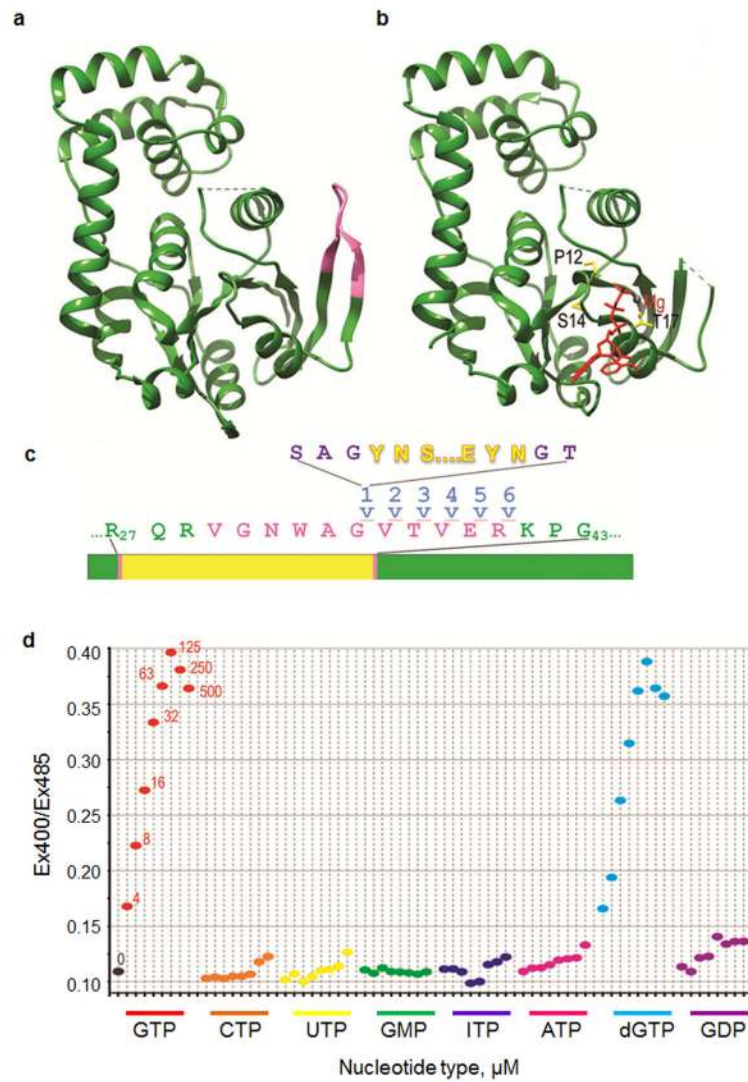 a
b
P12
Mg
S14
T17
c
S A G Y N S....E Y N G T
1 2 3 4 5 6
V V V V V V
...R27 Q R V G N W A G V T V E R K P G43...
d
0.40
125
250
63
500
0.35
32
0.30
16
0.25
8
0.20
4
0.15
0
0.10
Ex400/Ex485
GTP CTP UTP GMP ITP ATP dGTP GDP
Nucleotide type, µM